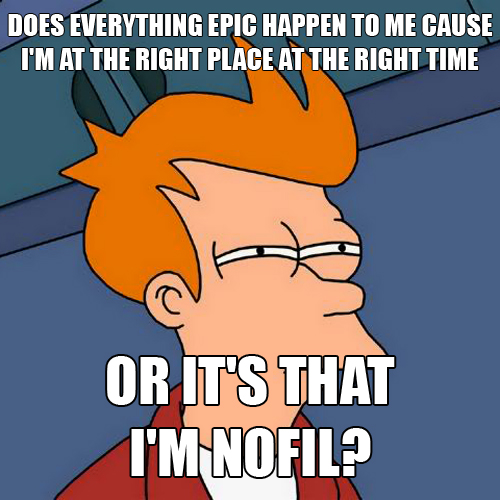 DOES EVERYTHING EPIC HAPPEN TO ME CAUSE
I'M AT THE RIGHT PLACE AT THE RIGHT TIME
OR IT'S THAT
I'M NOFIL?